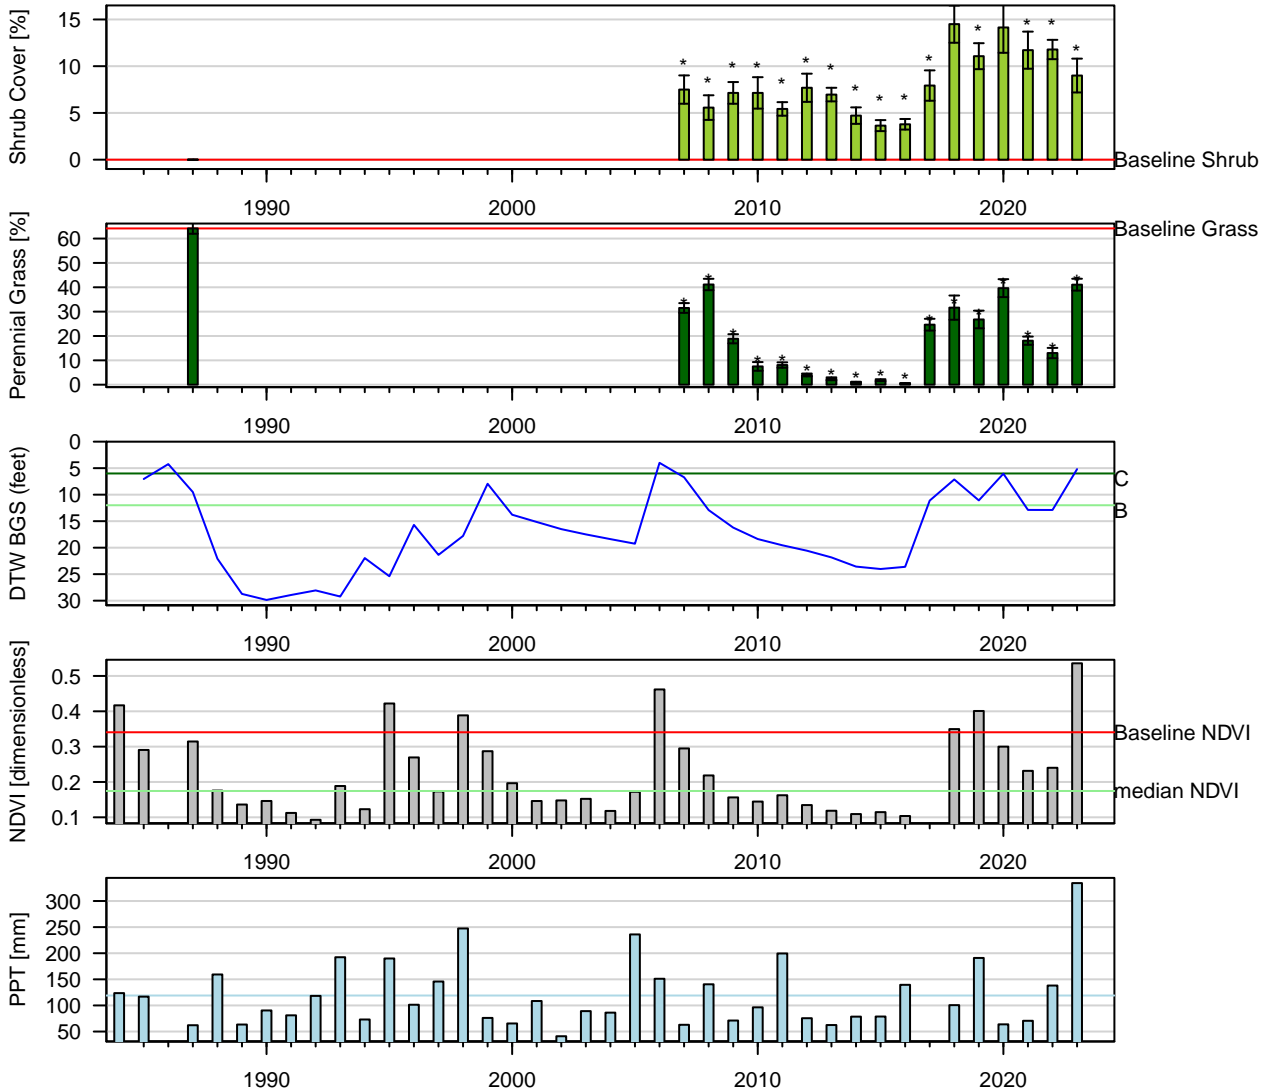 Shrub Cover [%]
15
10
5
0
Baseline Shrub
* * * * * * * * * * * * * * *
1990 2000 2010 2020
Perennial Grass [%]
60
50
40
30
20
10
0
Baseline Grass
* * * * * * * * * * * * * * * * *
1990 2000 2010 2020
DTW BGS (feet)
0
5
10
15
20
25
30
C
B
1990 2000 2010 2020
NDVI [dimensionless]
0.5
0.4
0.3
0.2
0.1
Baseline NDVI
median NDVI
1990 2000 2010 2020
PPT [mm]
300
250
200
150
100
50
1990 2000 2010 2020